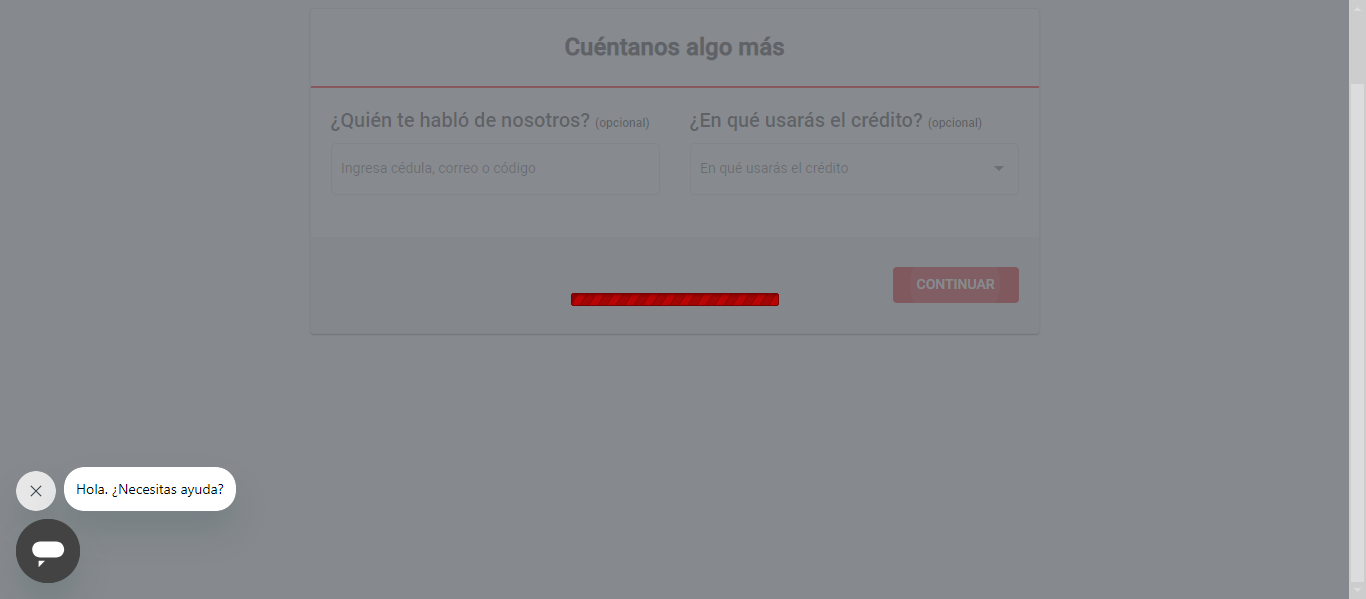 Cuéntanos algo más
¿Quién te habló de nosotros? (opcional)
¿En qué usarás el crédito? (opcional)
Ingresa cédula, correo o código
En qué usarás el crédito
CONTINUAR
Hola. ¿Necesitas ayuda?